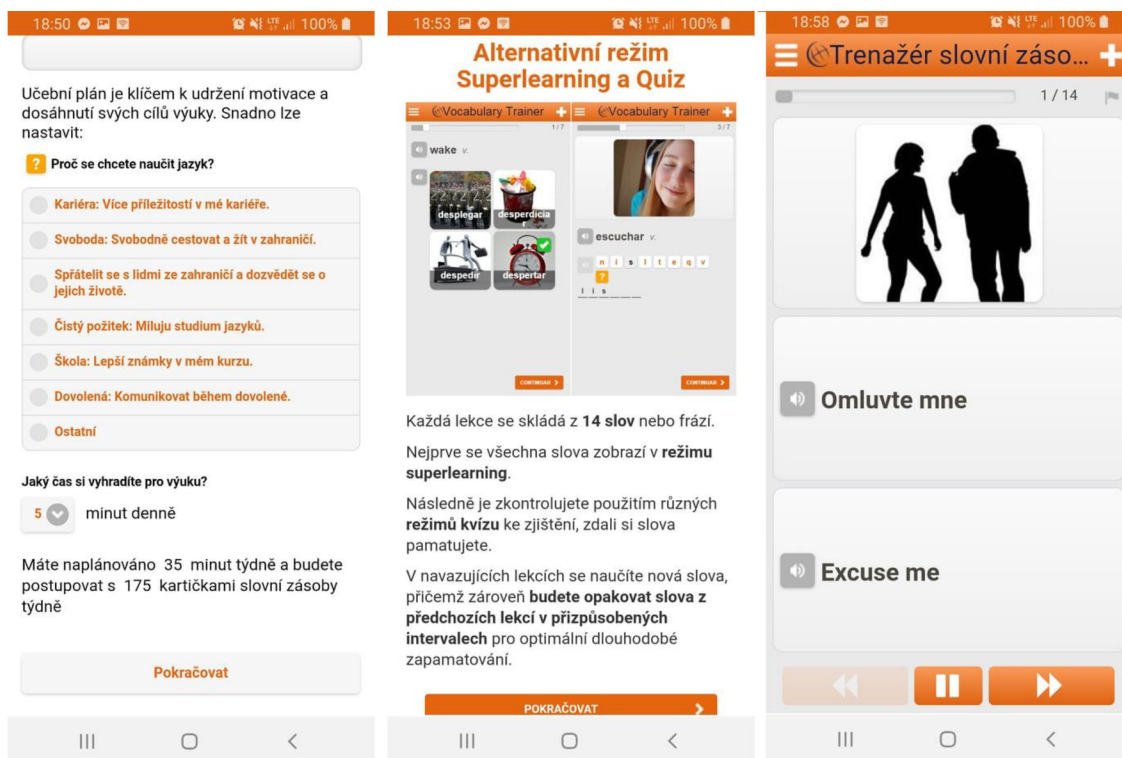 18:50
LTE
100%
Učební plán je klíčem k udržení motivace a
dosáhnutí svých cílů výuky. Snadno lze
nastavit:
? Proč se chcete naučit jazyk?
Kariéra: Více příležitostí v mé kariéře.
Svoboda: Svobodně cestovat a žít v zahraničí.
Spřátelit se s lidmi ze zahraničí a dozvědět se o
jejich životě.
Čistý požitek: Miluju studium jazyků.
Škola: Lepší známky v mém kurzu.
Dovolená: Komunikovat během dovolené.
Ostatní
Jaký čas si vyhradíte pro výuku?
5 minut denně
Máte naplánováno 35 minut týdně a budete
postupovat s 175 kartičkami slovní zásoby
týdně
Pokračovat
18:53
LTE
100%
Alternativní režim
Superlearning a Quiz
Vocabulary Trainer
1/7
wake v.
desplegar
desperdicia
r
despedir
despertar
CONTINUAR
Vocabulary Trainer
3/7
escuchar v.
n i s l t e q v
?
l i s _ _ _
CONTINUAR
Každá lekce se skládá z 14 slov nebo frází.
Nejprve se všechna slova zobrazí v režimu
superlearning.
Následně je zkontrolujete použitím různých
režimů kvízu ke zjištění, zdali si slova
pamatujete.
V navazujících lekcích se naučíte nová slova,
přičemž zároveň budete opakovat slova z
předchozích lekcí v přizpůsobených
intervalech pro optimální dlouhodobé
zapamatování.
POKRAČOVAT
18:58
LTE
100%
Trenažér slovní záso...
1 / 14
Omluvte mne
Excuse me